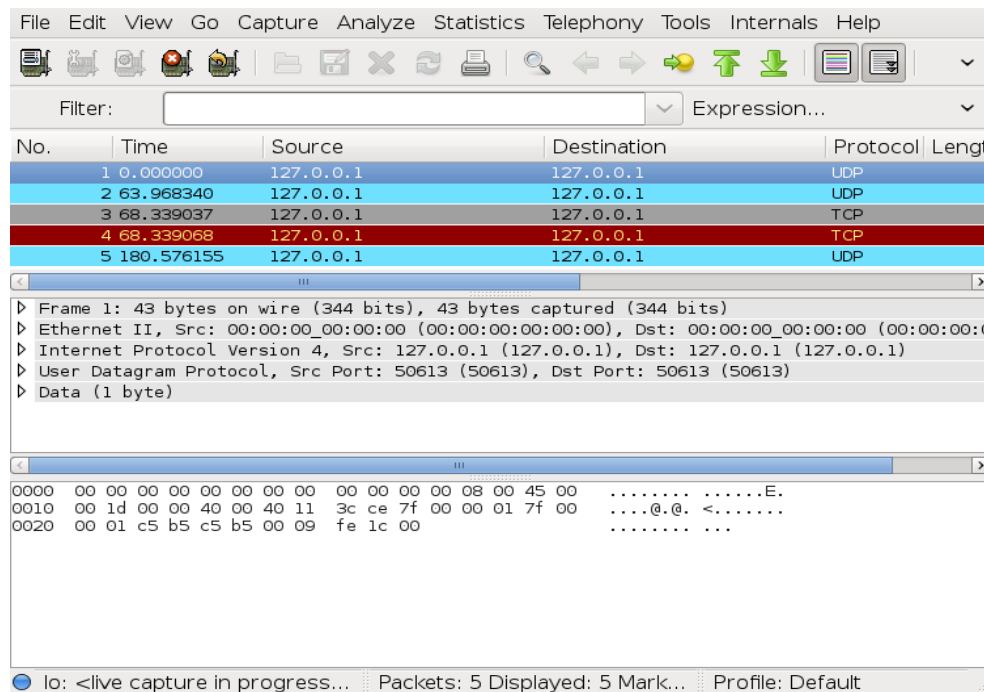 File Edit View Go Capture Analyze Statistics Telephony Tools Internals Help
Filter: Expression...
No. Time Source Destination Protocol Lengt
1 0.000000 127.0.0.1 127.0.0.1 UDP
2 63.968340 127.0.0.1 127.0.0.1 UDP
3 68.339037 127.0.0.1 127.0.0.1 TCP
4 68.339068 127.0.0.1 127.0.0.1 TCP
5 180.576155 127.0.0.1 127.0.0.1 UDP
Frame 1: 43 bytes on wire (344 bits), 43 bytes captured (344 bits)
Ethernet II, Src: 00:00:00_00:00:00 (00:00:00:00:00:00), Dst: 00:00:00_00:00:00 (00:00:00:0
Internet Protocol Version 4, Src: 127.0.0.1 (127.0.0.1), Dst: 127.0.0.1 (127.0.0.1)
User Datagram Protocol, Src Port: 50613 (50613), Dst Port: 50613 (50613)
Data (1 byte)
0000 00 00 00 00 00 00 00 00 00 00 00 00 08 00 45 00 ........ ......E.
0010 00 1d 00 00 40 00 40 11 3c ce 7f 00 00 01 7f 00 ....@.@. <.......
0020 00 01 c5 b5 c5 b5 00 09 fe 1c 00 ........ ...
lo: <live capture in progress... Packets: 5 Displayed: 5 Mark... Profile: Default